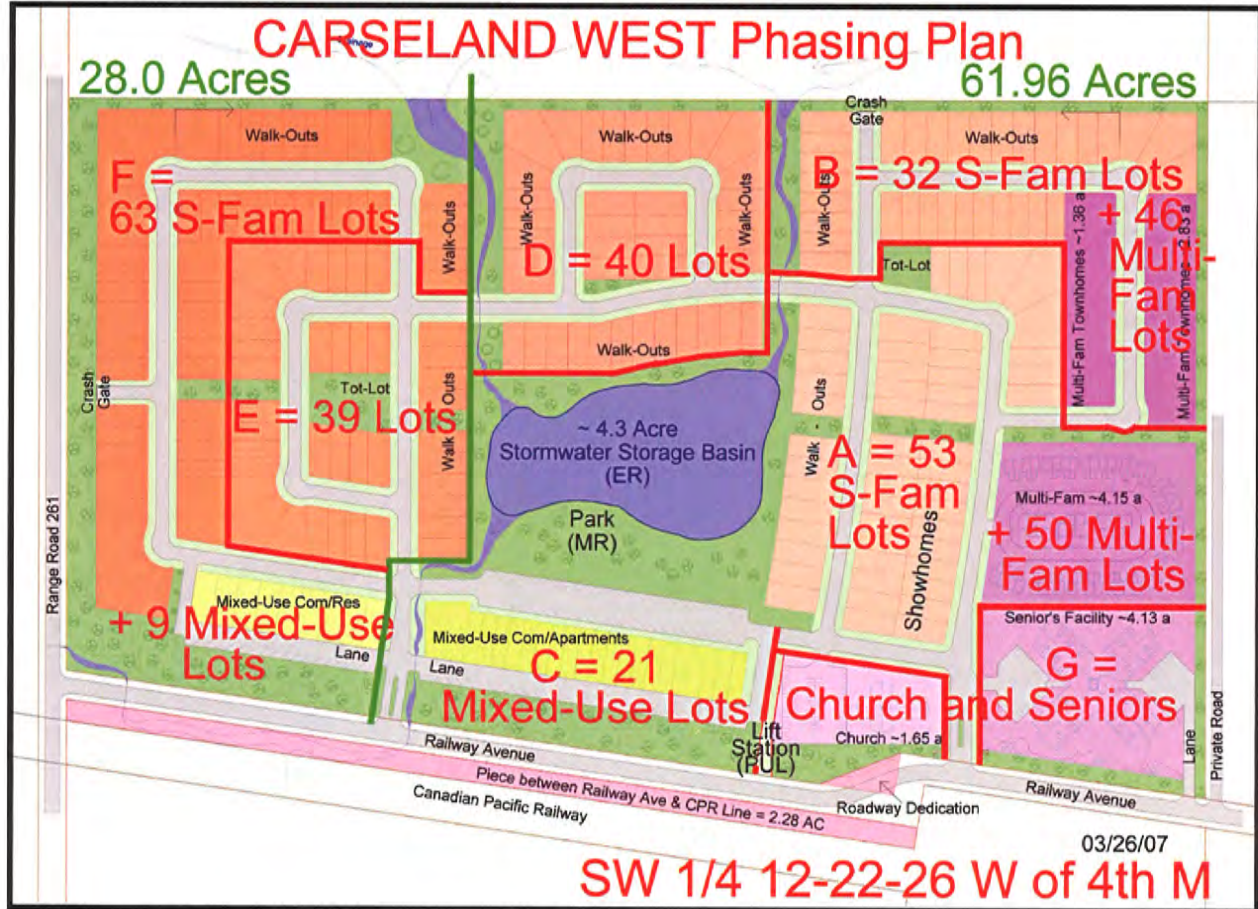 CARSELAND WEST Phasing Plan
28.0 Acres
61.96 Acres
Crash
Gate
Walk-Outs
Walk-Outs
Walk-Outs
F =
63 S-Fam Lots
Walk-Outs
Walk-Outs
Walk-Outs
D = 40 Lots
Walk-Outs
B = 32 S-Fam Lots
+ 46
Multi-
Fam
Lots
Multi-Fam Townhomes ~1.36 a
Multi-Fam Townhomes ~2.83 a
Tot-Lot
Walk-Outs
Crash
Gate
Tot-Lot
E = 39 Lots
Walk Outs
~ 4.3 Acre
Stormwater Storage Basin
(ER)
Park
(MR)
Walk - Outs
A = 53
S-Fam
Lots
Showhomes
Multi-Fam ~4.15 a
+ 50 Multi-
Fam Lots
Range Road 261
Mixed-Use Com/Res
+ 9 Mixed-Use
Lots
Lane
Mixed-Use Com/Apartments
Lane
C = 21
Mixed-Use Lots
Senior's Facility ~4.13 a
G =
Church and Seniors
Church ~1.65 a
Lift
Station
(PUL)
Lane
Private Road
Railway Avenue
Piece between Railway Ave & CPR Line = 2.28 AC
Canadian Pacific Railway
Roadway Dedication
Railway Avenue
03/26/07
SW 1/4 12-22-26 W of 4th M